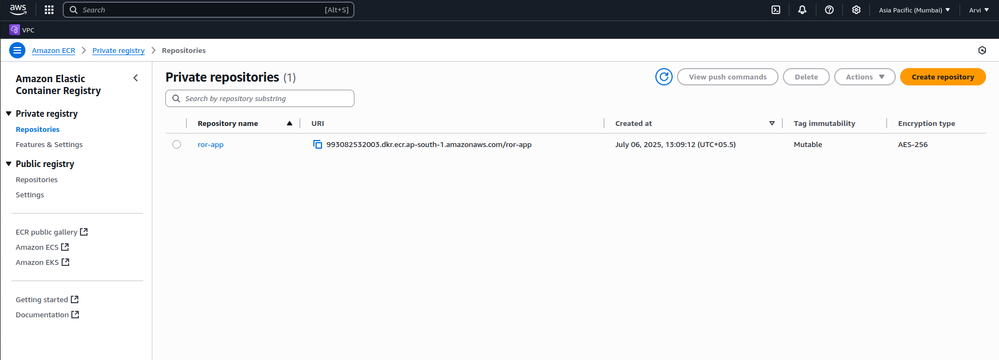 aws
Search [Alt+S] Asia Pacific (Mumbai) Arvi
VPC
Amazon ECR Private registry Repositories
Amazon Elastic
Container Registry
Private registry
Repositories
Features & Settings
Public registry
Repositories
Settings
ECR public gallery
Amazon ECS
Amazon EKS
Getting started
Documentation
Private repositories (1) View push commands Delete Actions Create repository
Search by repository substring
Repository name URI Created at Tag immutability Encryption type
ror-app 993082532003.dkr.ecr.ap-south-1.amazonaws.com/ror-app July 06, 2025, 13:09:12 (UTC+05.5) Mutable AES-256